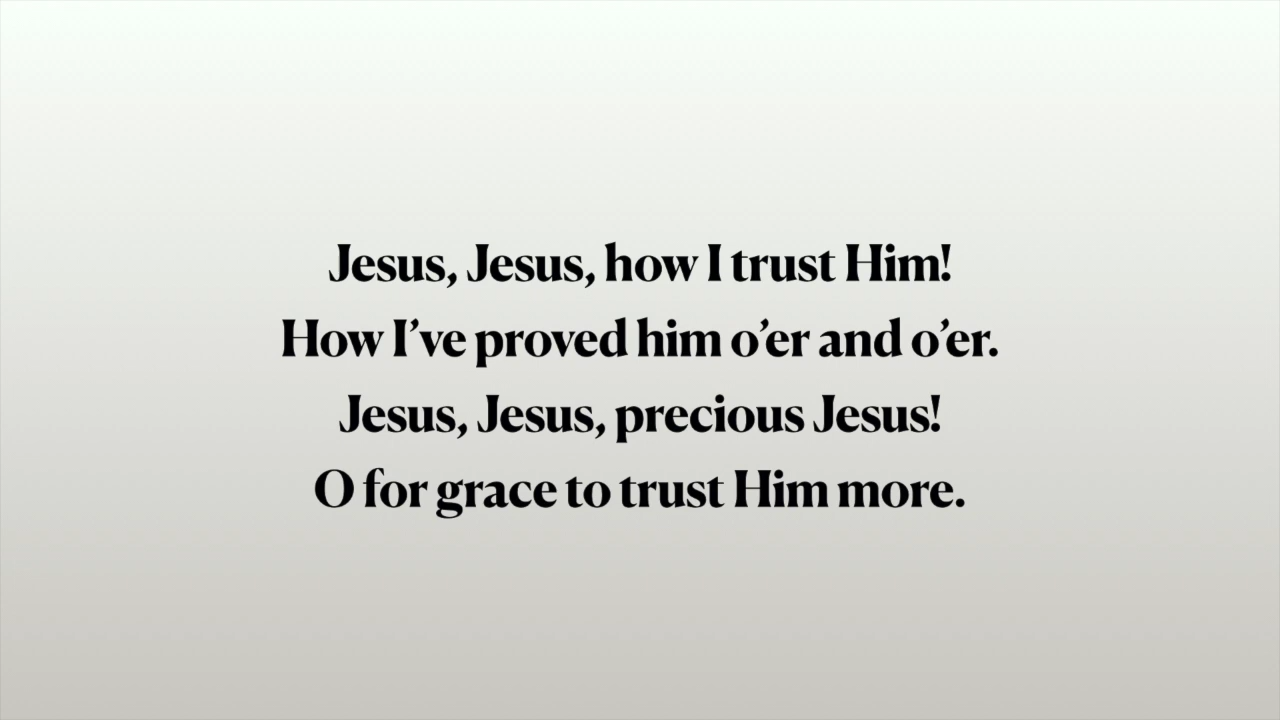 Jesus, Jesus, how I trust Him!
How I’ve proved him o’er and o’er.
Jesus, Jesus, precious Jesus!
O for grace to trust Him more.